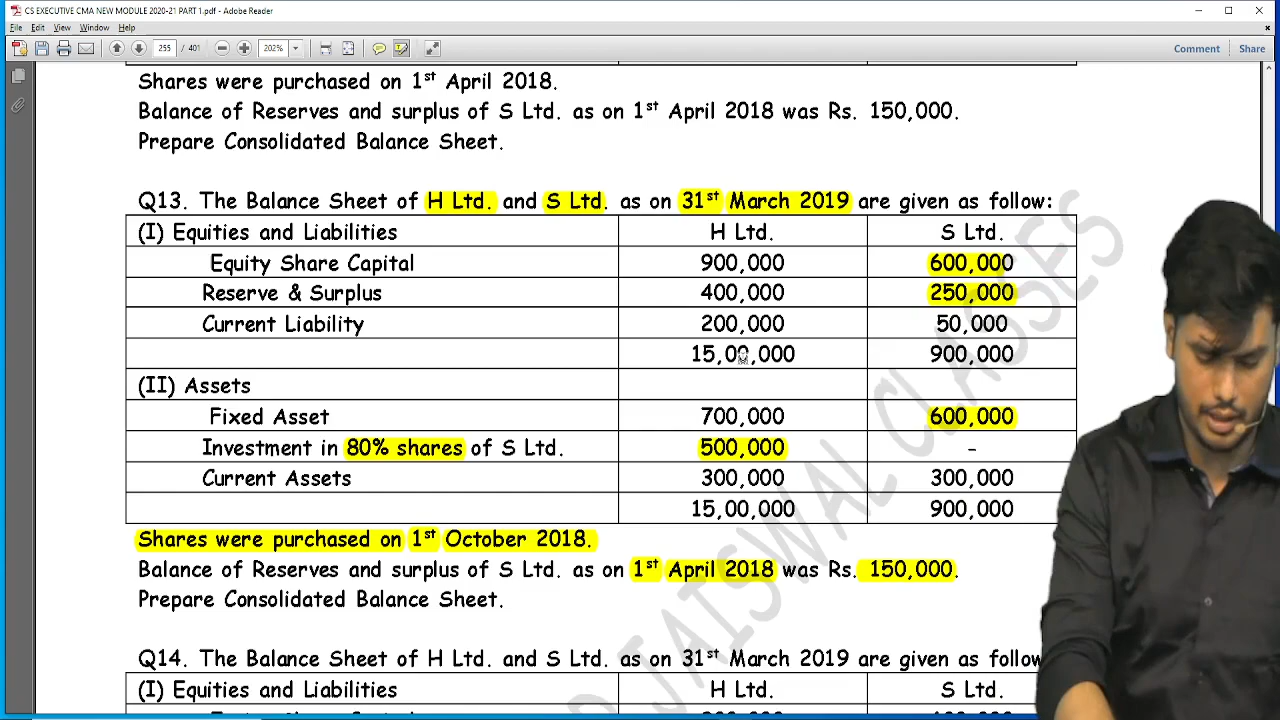 CS EXECUTIVE CMA NEW MODULE 2020-21 PART 1.pdf - Adobe Reader
File Edit View Window Help
255 / 401 202% Comment Share
Shares were purchased on 1st April 2018.
Balance of Reserves and surplus of S Ltd. as on 1st April 2018 was Rs. 150,000.
Prepare Consolidated Balance Sheet.
Q13. The Balance Sheet of H Ltd. and S Ltd. as on 31st March 2019 are given as follow:
(I) Equities and Liabilities H Ltd. S Ltd.
Equity Share Capital 900,000 600,000
Reserve & Surplus 400,000 250,000
Current Liability 200,000 50,000
15,00,000 900,000
(II) Assets
Fixed Asset 700,000 600,000
Investment in 80% shares of S Ltd. 500,000 -
Current Assets 300,000 300,000
15,00,000 900,000
Shares were purchased on 1st October 2018.
Balance of Reserves and surplus of S Ltd. as on 1st April 2018 was Rs. 150,000.
Prepare Consolidated Balance Sheet.
Q14. The Balance Sheet of H Ltd. and S Ltd. as on 31st March 2019 are given as follow
(I) Equities and Liabilities H Ltd. S Ltd.
JAISWAL CLASSES